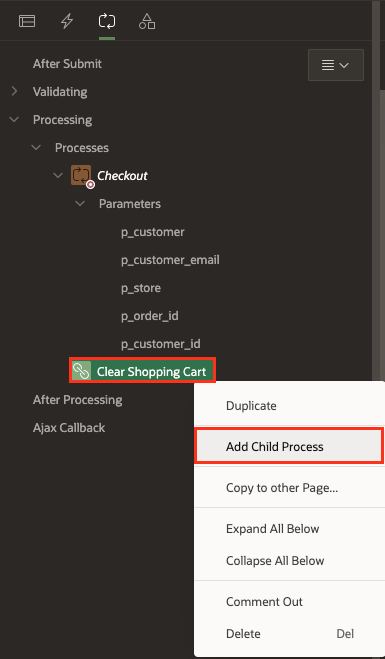 After Submit
Validating
Processing
Processes
Checkout
Parameters
p_customer
p_customer_email
p_store
p_order_id
p_customer_id
Clear Shopping Cart
After Processing
Ajax Callback
Duplicate
Add Child Process
Copy to other Page...
Expand All Below
Collapse All Below
Comment Out
Delete Del